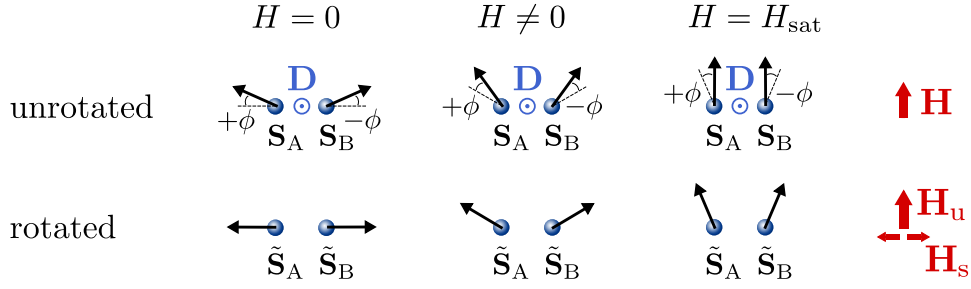 H = 0 H ≠ 0 H = H_sat
unrotated
D D D
+ϕ −ϕ +ϕ −ϕ +ϕ −ϕ
S_A S_B S_A S_B S_A S_B
H
rotated
S̃_A S̃_B S̃_A S̃_B S̃_A S̃_B
H_u
H_s